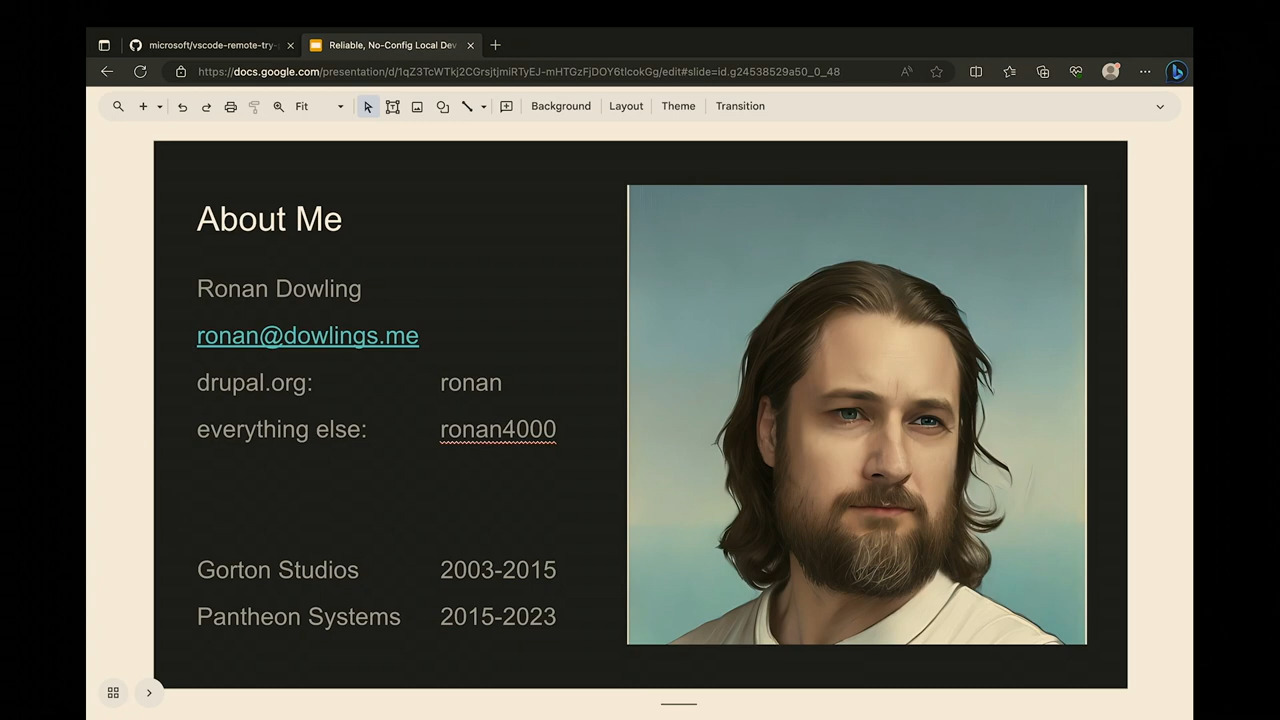 microsoft/vscode-remote-try-
Reliable, No-Config Local Dev
https://docs.google.com/presentation/d/1qZ3TcWTkj2CGrsjtjmiRTyEJ-mHTGzFjDOY6tIcokGg/edit#slide=id.g24538529a50_0_48
Fit
Background
Layout
Theme
Transition
About Me
Ronan Dowling
ronan@dowlings.me
drupal.org: ronan
everything else: ronan4000
Gorton Studios 2003-2015
Pantheon Systems 2015-2023